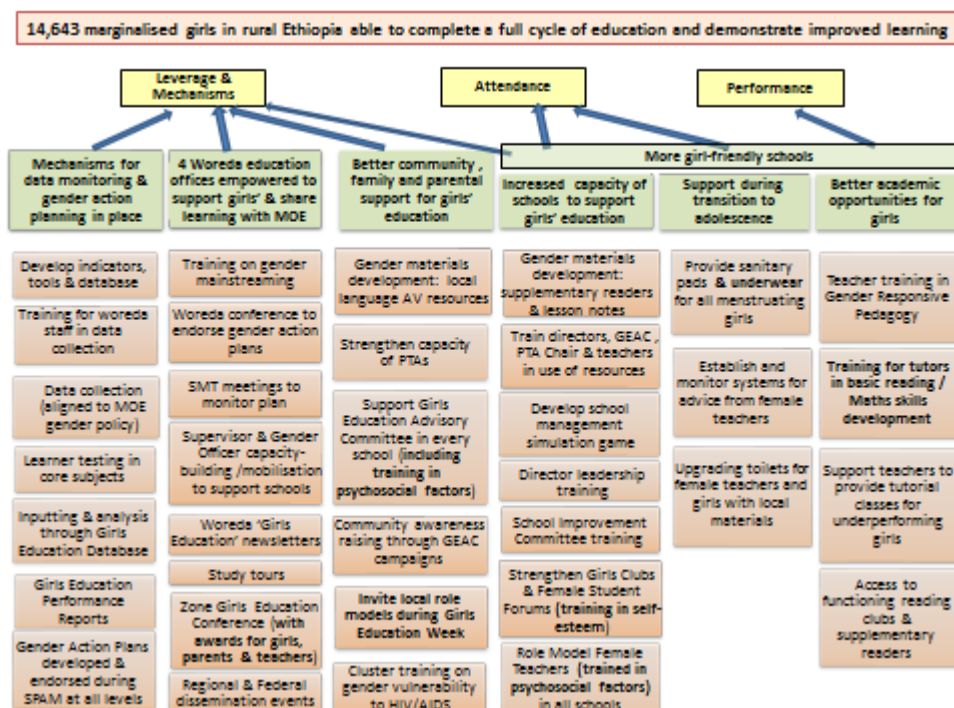 14,643 marginalised girls in rural Ethiopia able to complete a full cycle of education and demonstrate improved learning
Leverage &
Mechanisms
Attendance
Performance
More girl-friendly schools
Mechanisms for
data monitoring &
gender action
planning in place
4 Woreda education
offices empowered to
support girls' & share
learning with MOE
Better community ,
family and parental
support for girls'
education
Increased capacity of
schools to support
girls' education
Support during
transition to
adolescence
Better academic
opportunities for
girls
Develop indicators,
tools & database
Training for woreda
staff in data
collection
Data collection
(aligned to MOE
gender policy)
Learner testing in
core subjects
Inputting & analysis
through Girls
Education Database
Girls Education
Performance
Reports
Gender Action Plans
developed &
endorsed during
SPAM at all levels
Training on gender
mainstreaming
Woreda conference to
endorse gender action
plans
SMT meetings to
monitor plan
Supervisor & Gender
Officer capacity-
building /mobilisation
to support schools
Woreda 'Girls
Education' newsletters
Study tours
Zone Girls Education
Conference (with
awards for girls,
parents & teachers)
Regional & Federal
dissemination events
Gender materials
development: local
language AV resources
Strengthen capacity
of PTAs
Support Girls
Education Advisory
Committee in every
school (including
training in
psychosocial factors)
Community awareness
raising through GEAC
campaigns
Invite local role
models during Girls
Education Week
Cluster training on
gender vulnerability
to HIV/AIDS
Gender materials
development:
supplementary readers
& lesson notes
Train directors, GEAC ,
PTA Chair & teachers
in use of resources
Develop school
management
simulation game
Director leadership
training
School Improvement
Committee training
Strengthen Girls Clubs
& Female Student
Forums (training in self-
esteem)
Role Model Female
Teachers (trained in
psychosocial factors)
in all schools
Provide sanitary
pads & underwear
for all menstruating
girls
Establish and
monitor systems for
advice from female
teachers
Upgrading toilets for
female teachers and
girls with local
materials
Teacher training in
Gender Responsive
Pedagogy
Training for tutors
in basic reading /
Maths skills
development
Support teachers to
provide tutorial
classes for
underperforming
girls
Access to
functioning reading
clubs &
supplementary
readers